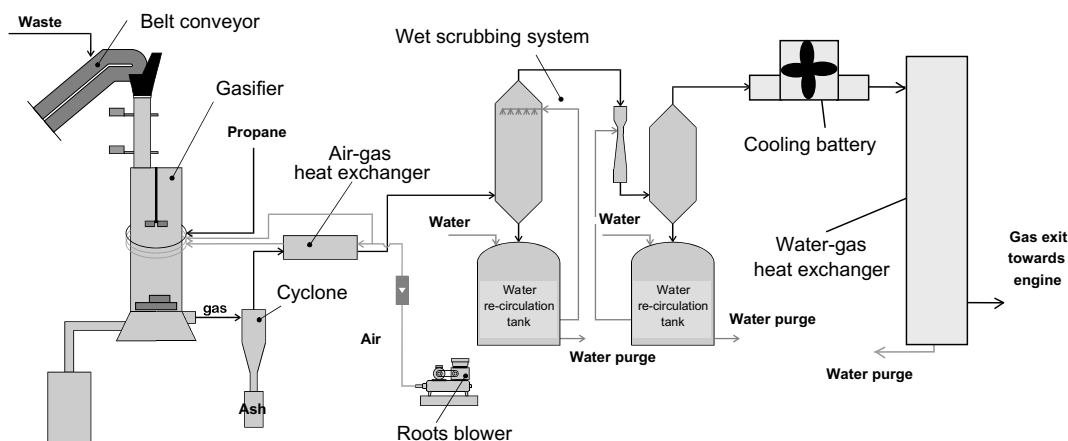 Waste
Belt conveyor
Gasifier
Propane
Air-gas
heat exchanger
Wet scrubbing system
Cooling battery
Water
Water
Water-gas
heat exchanger
Gas exit
towards
engine
gas
Cyclone
Air
Water
re-circulation
tank
Water
re-circulation
tank
Water purge
Water purge
Water purge
Ash
Roots blower